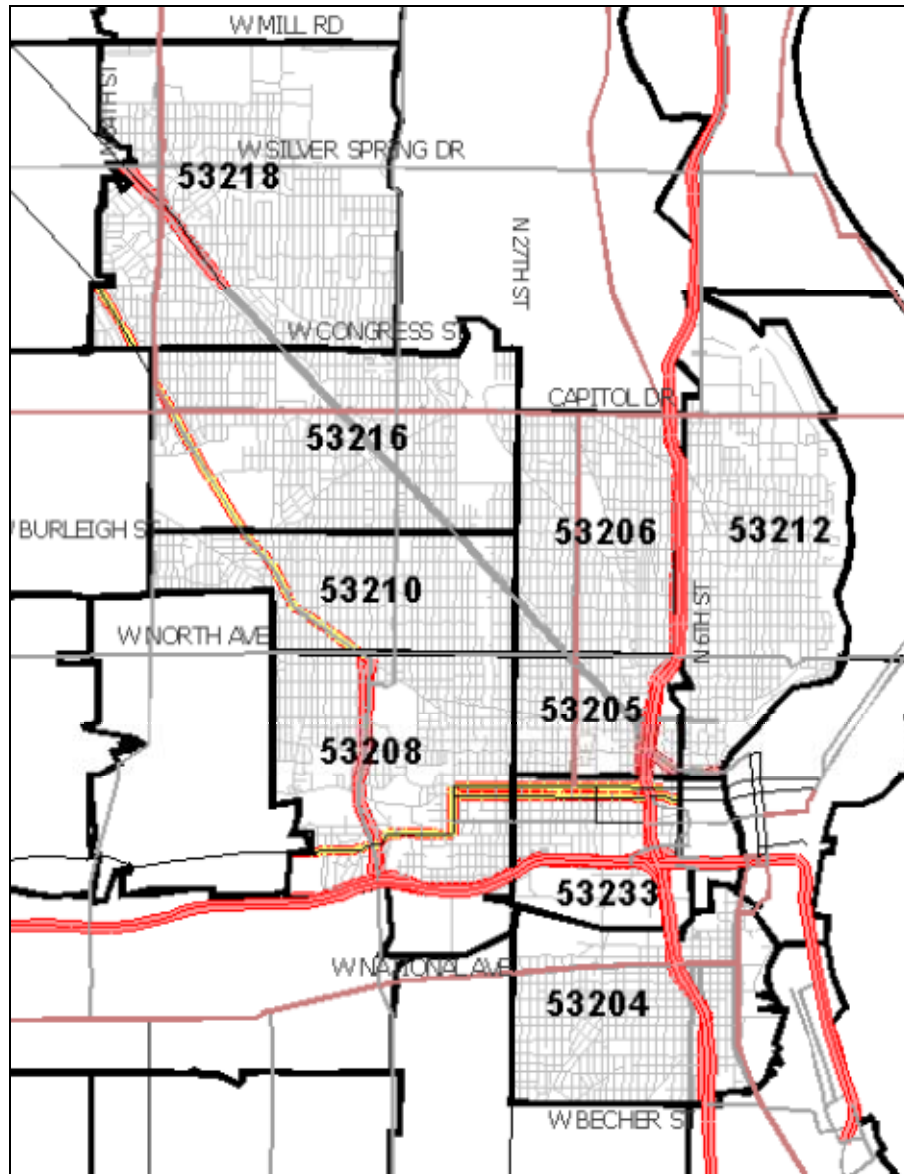 W MILL RD
W SILVER SPRING DR
53218
N 27TH ST
W CONGRESS ST
CAPITOL DR
53216
W BURLEIGH ST
53206
53212
53210
N 6TH ST
W NORTH AVE
53205
53208
53233
W NATIONAL AVE
53204
W BECHER ST